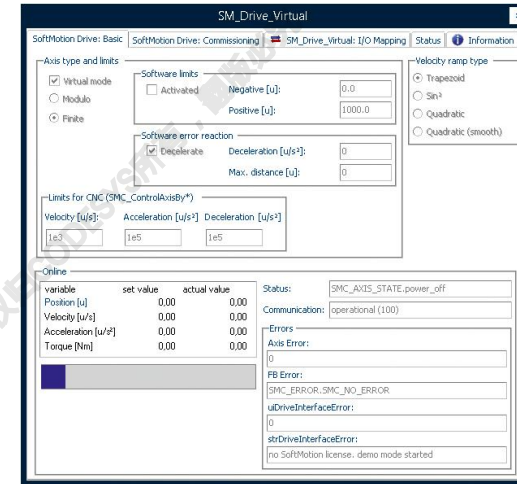 SM_Drive_Virtual
SoftMotion Drive: Basic SoftMotion Drive: Commissioning SM_Drive_Virtual: I/O Mapping Status Information
Axis type and limits
Velocity ramp type
Virtual mode
Modulo
Finite
Software limits
Activated Negative [u]: 0.0
Positive [u]: 1000.0
Trapezoid
Sin²
Quadratic
Quadratic (smooth)
Software error reaction
Decelerate Deceleration [u/s²]: 0
Max. distance [u]: 0
Limits for CNC (SMC_ControlAxisBy*)
Velocity [u/s]: Acceleration [u/s²] Deceleration [u/s²]
1e3 1e5 1e5
Online
variable set value actual value
Position [u] 0,00 0,00
Velocity [u/s] 0,00 0,00
Acceleration [u/s²] 0,00 0,00
Torque [Nm] 0,00 0,00
Status: SMC_AXIS_STATE.power_off
Communication: operational (100)
Errors
Axis Error:
0
FB Error:
SMC_ERROR.SMC_NO_ERROR
uiDriveInterfaceError:
0
strDriveInterfaceError:
no SoftMotion license. demo mode started